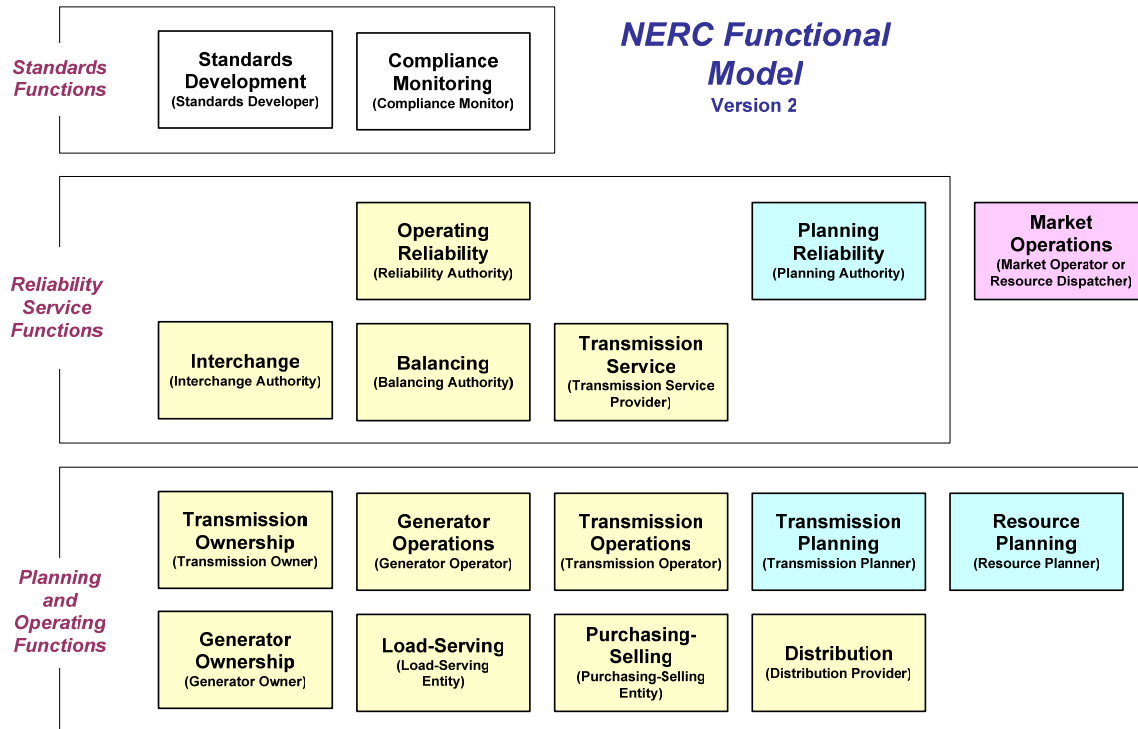 NERC Functional
Model
Version 2
Standards
Functions
Standards
Development
(Standards Developer)
Compliance
Monitoring
(Compliance Monitor)
Reliability
Service
Functions
Operating
Reliability
(Reliability Authority)
Planning
Reliability
(Planning Authority)
Market
Operations
(Market Operator or
Resource Dispatcher)
Interchange
(Interchange Authority)
Balancing
(Balancing Authority)
Transmission
Service
(Transmission Service
Provider)
Planning
and
Operating
Functions
Transmission
Ownership
(Transmission Owner)
Generator
Operations
(Generator Operator)
Transmission
Operations
(Transmission Operator)
Transmission
Planning
(Transmission Planner)
Resource
Planning
(Resource Planner)
Generator
Ownership
(Generator Owner)
Load-Serving
(Load-Serving
Entity)
Purchasing-
Selling
(Purchasing-Selling
Entity)
Distribution
(Distribution Provider)